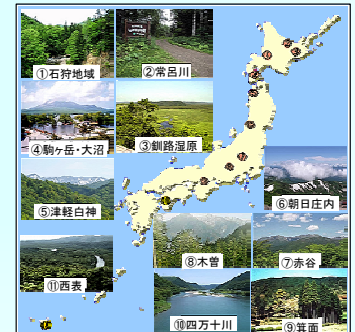 ①石狩地域
②常呂川
④駒ヶ岳・大沼
③釧路湿原
⑤津軽白神
⑥朝日庄内
⑧木曽
⑦赤谷
⑪西表
⑩四万十川
⑨箕面